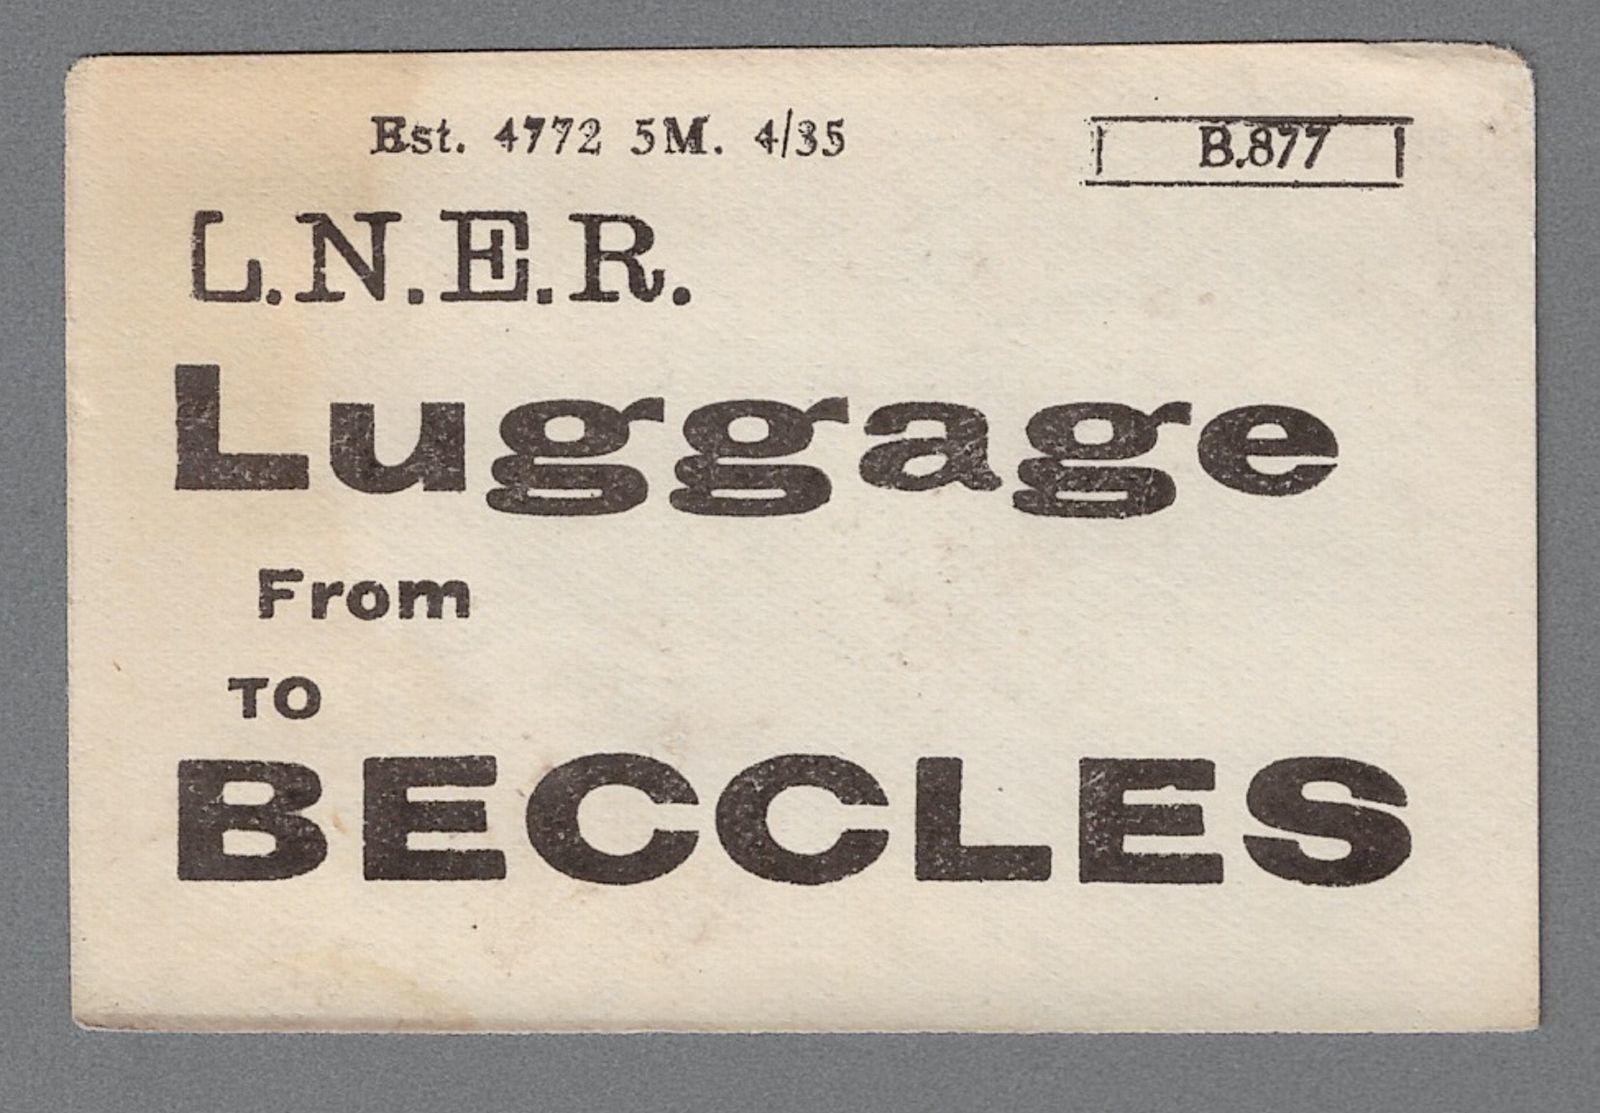 Est. 4772 5M. 4/35
B.877
L.N.E.R.
Luggage
From
TO
BECCLES